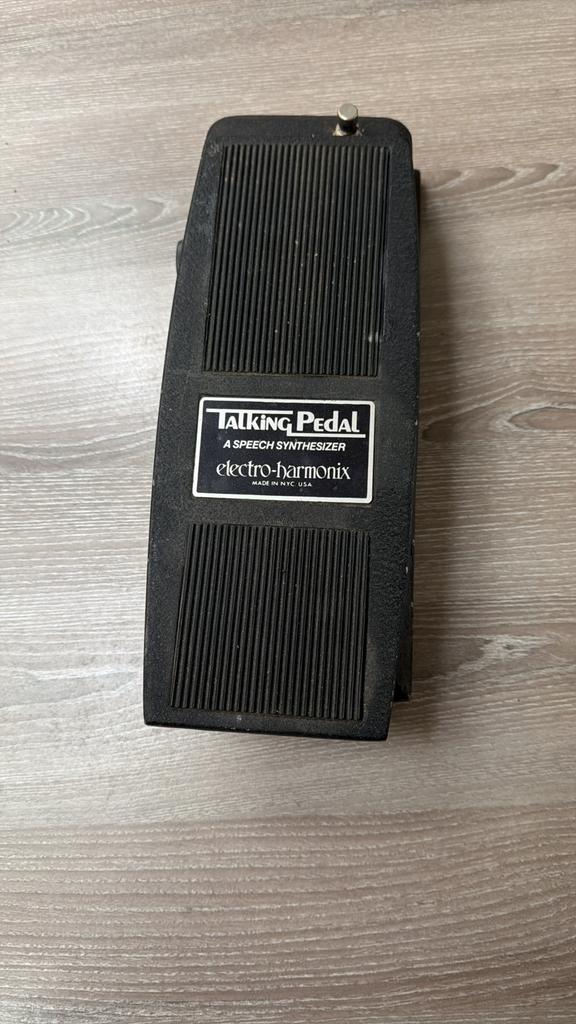 Talking Pedal
A SPEECH SYNTHESIZER
electro-harmonix
MADE IN NYC. USA